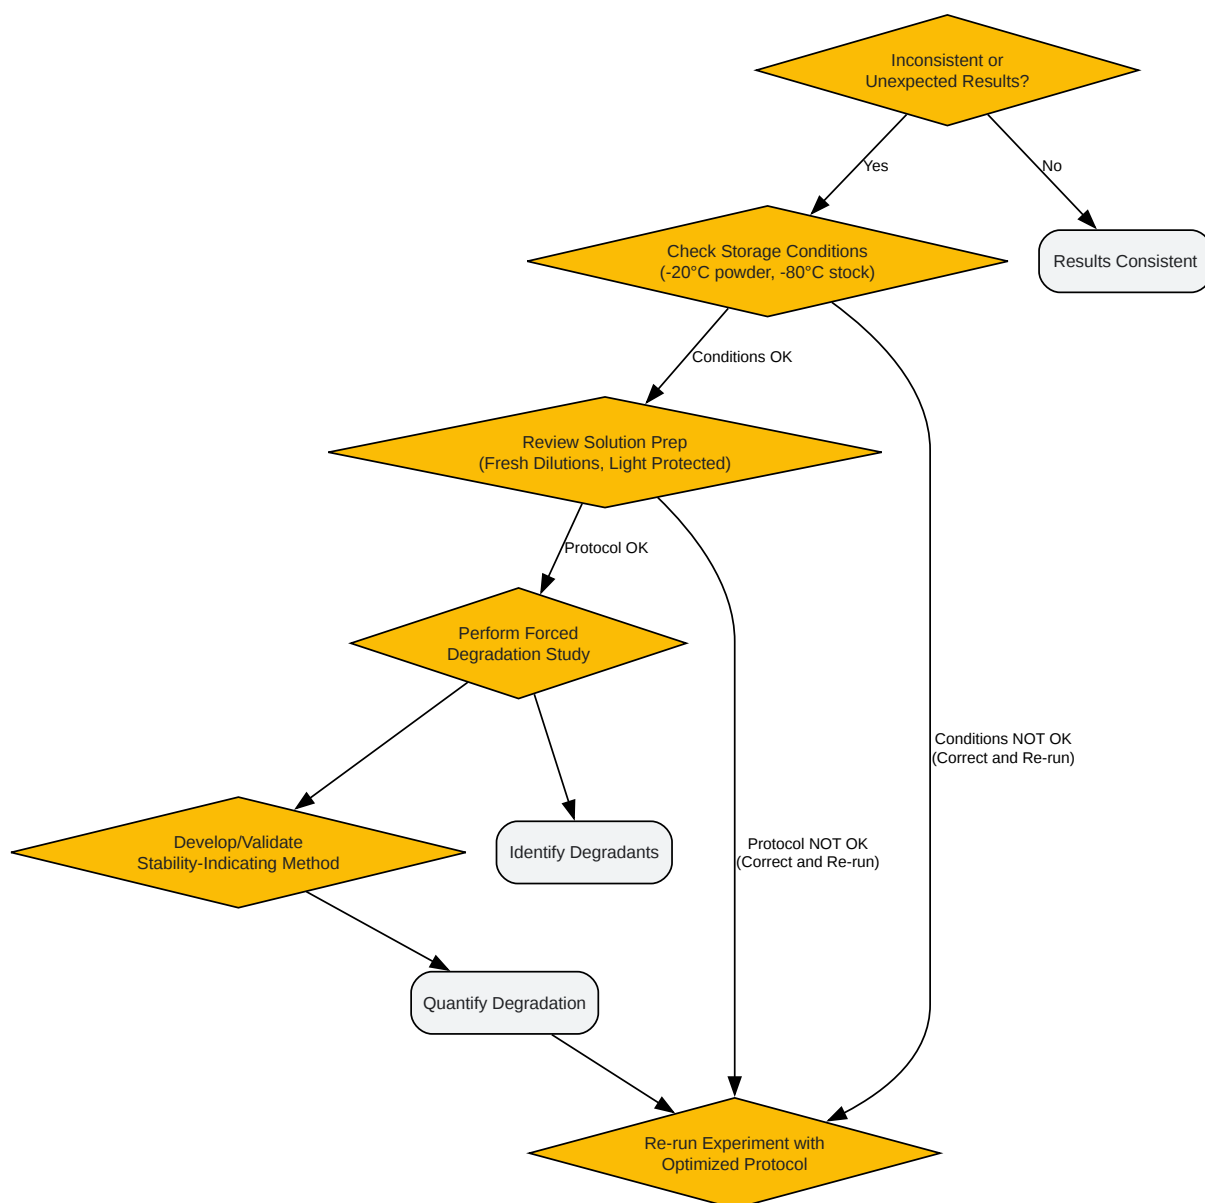 Inconsistent or
Unexpected Results?
Yes
No
Check Storage Conditions
(-20°C powder, -80°C stock)
Results Consistent
Conditions OK
Review Solution Prep
(Fresh Dilutions, Light Protected)
Protocol OK
Perform Forced
Degradation Study
Conditions NOT OK
(Correct and Re-run)
Develop/Validate
Stability-Indicating Method
Identify Degradants
Protocol NOT OK
(Correct and Re-run)
Quantify Degradation
Re-run Experiment with
Optimized Protocol